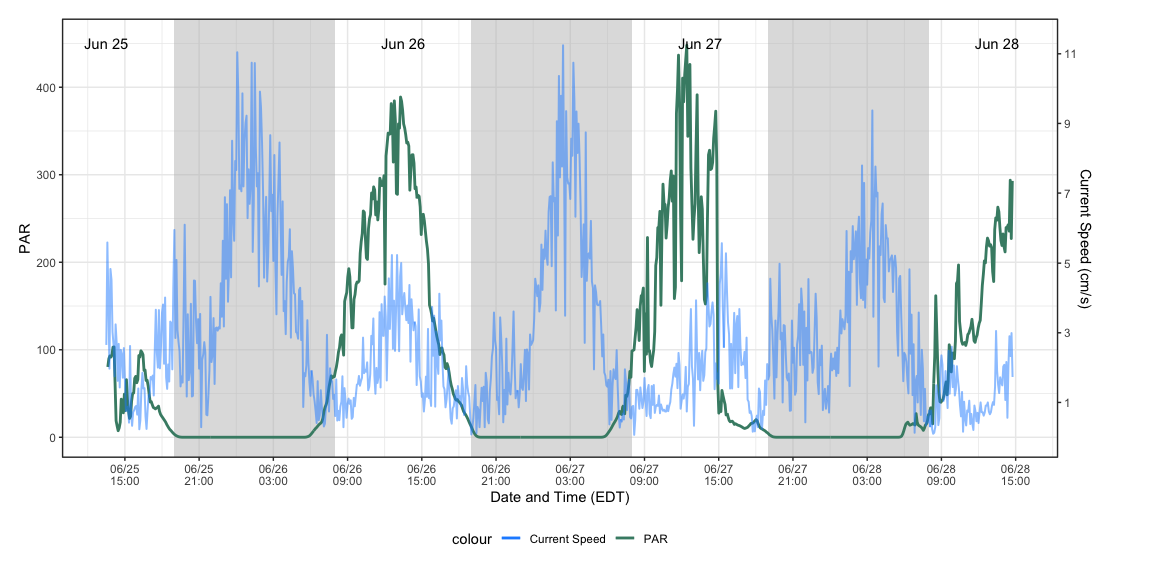 Jun 25 Jun 26 Jun 27 Jun 28
PAR
400
300
200
100
0
11
9
7
5
3
1
Current Speed (cm/s)
06/25 06/25 06/26 06/26 06/26 06/26 06/27 06/27 06/27 06/27 06/28 06/28 06/28
15:00 21:00 03:00 09:00 15:00 21:00 03:00 09:00 15:00 21:00 03:00 09:00 15:00
Date and Time (EDT)
colour Current Speed PAR